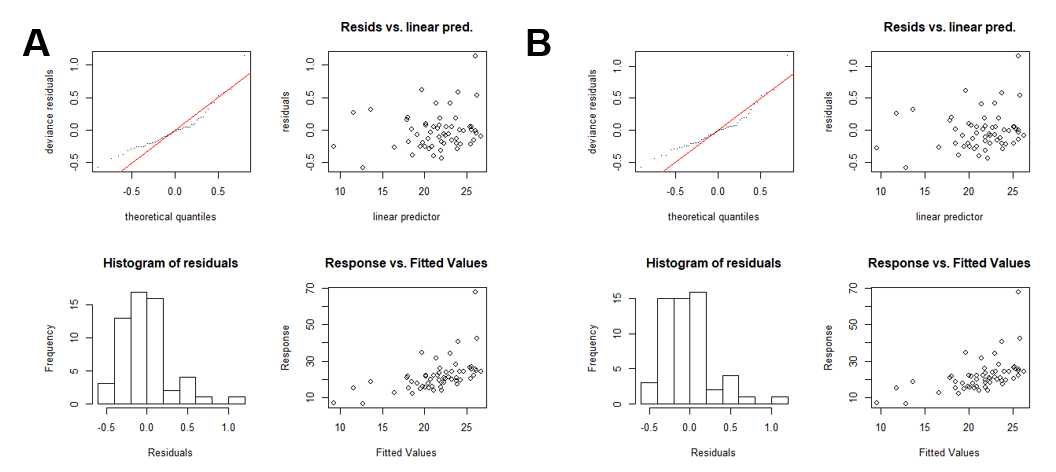 A
Resids vs. linear pred.
deviance residuals
-0.5 0.0 0.5 1.0
-0.5 0.0 0.5
theoretical quantiles
residuals
-0.5 0.0 0.5 1.0
10 15 20 25
linear predictor
Histogram of residuals
Frequency
0 5 10 15
-0.5 0.0 0.5 1.0
Residuals
Response vs. Fitted Values
Response
10 30 50 70
10 15 20 25
Fitted Values
B
Resids vs. linear pred.
deviance residuals
-0.5 0.0 0.5 1.0
-0.5 0.0 0.5
theoretical quantiles
residuals
-0.5 0.0 0.5 1.0
10 15 20 25
linear predictor
Histogram of residuals
Frequency
0 5 10 15
-0.5 0.0 0.5 1.0
Residuals
Response vs. Fitted Values
Response
10 30 50 70
10 15 20 25
Fitted Values